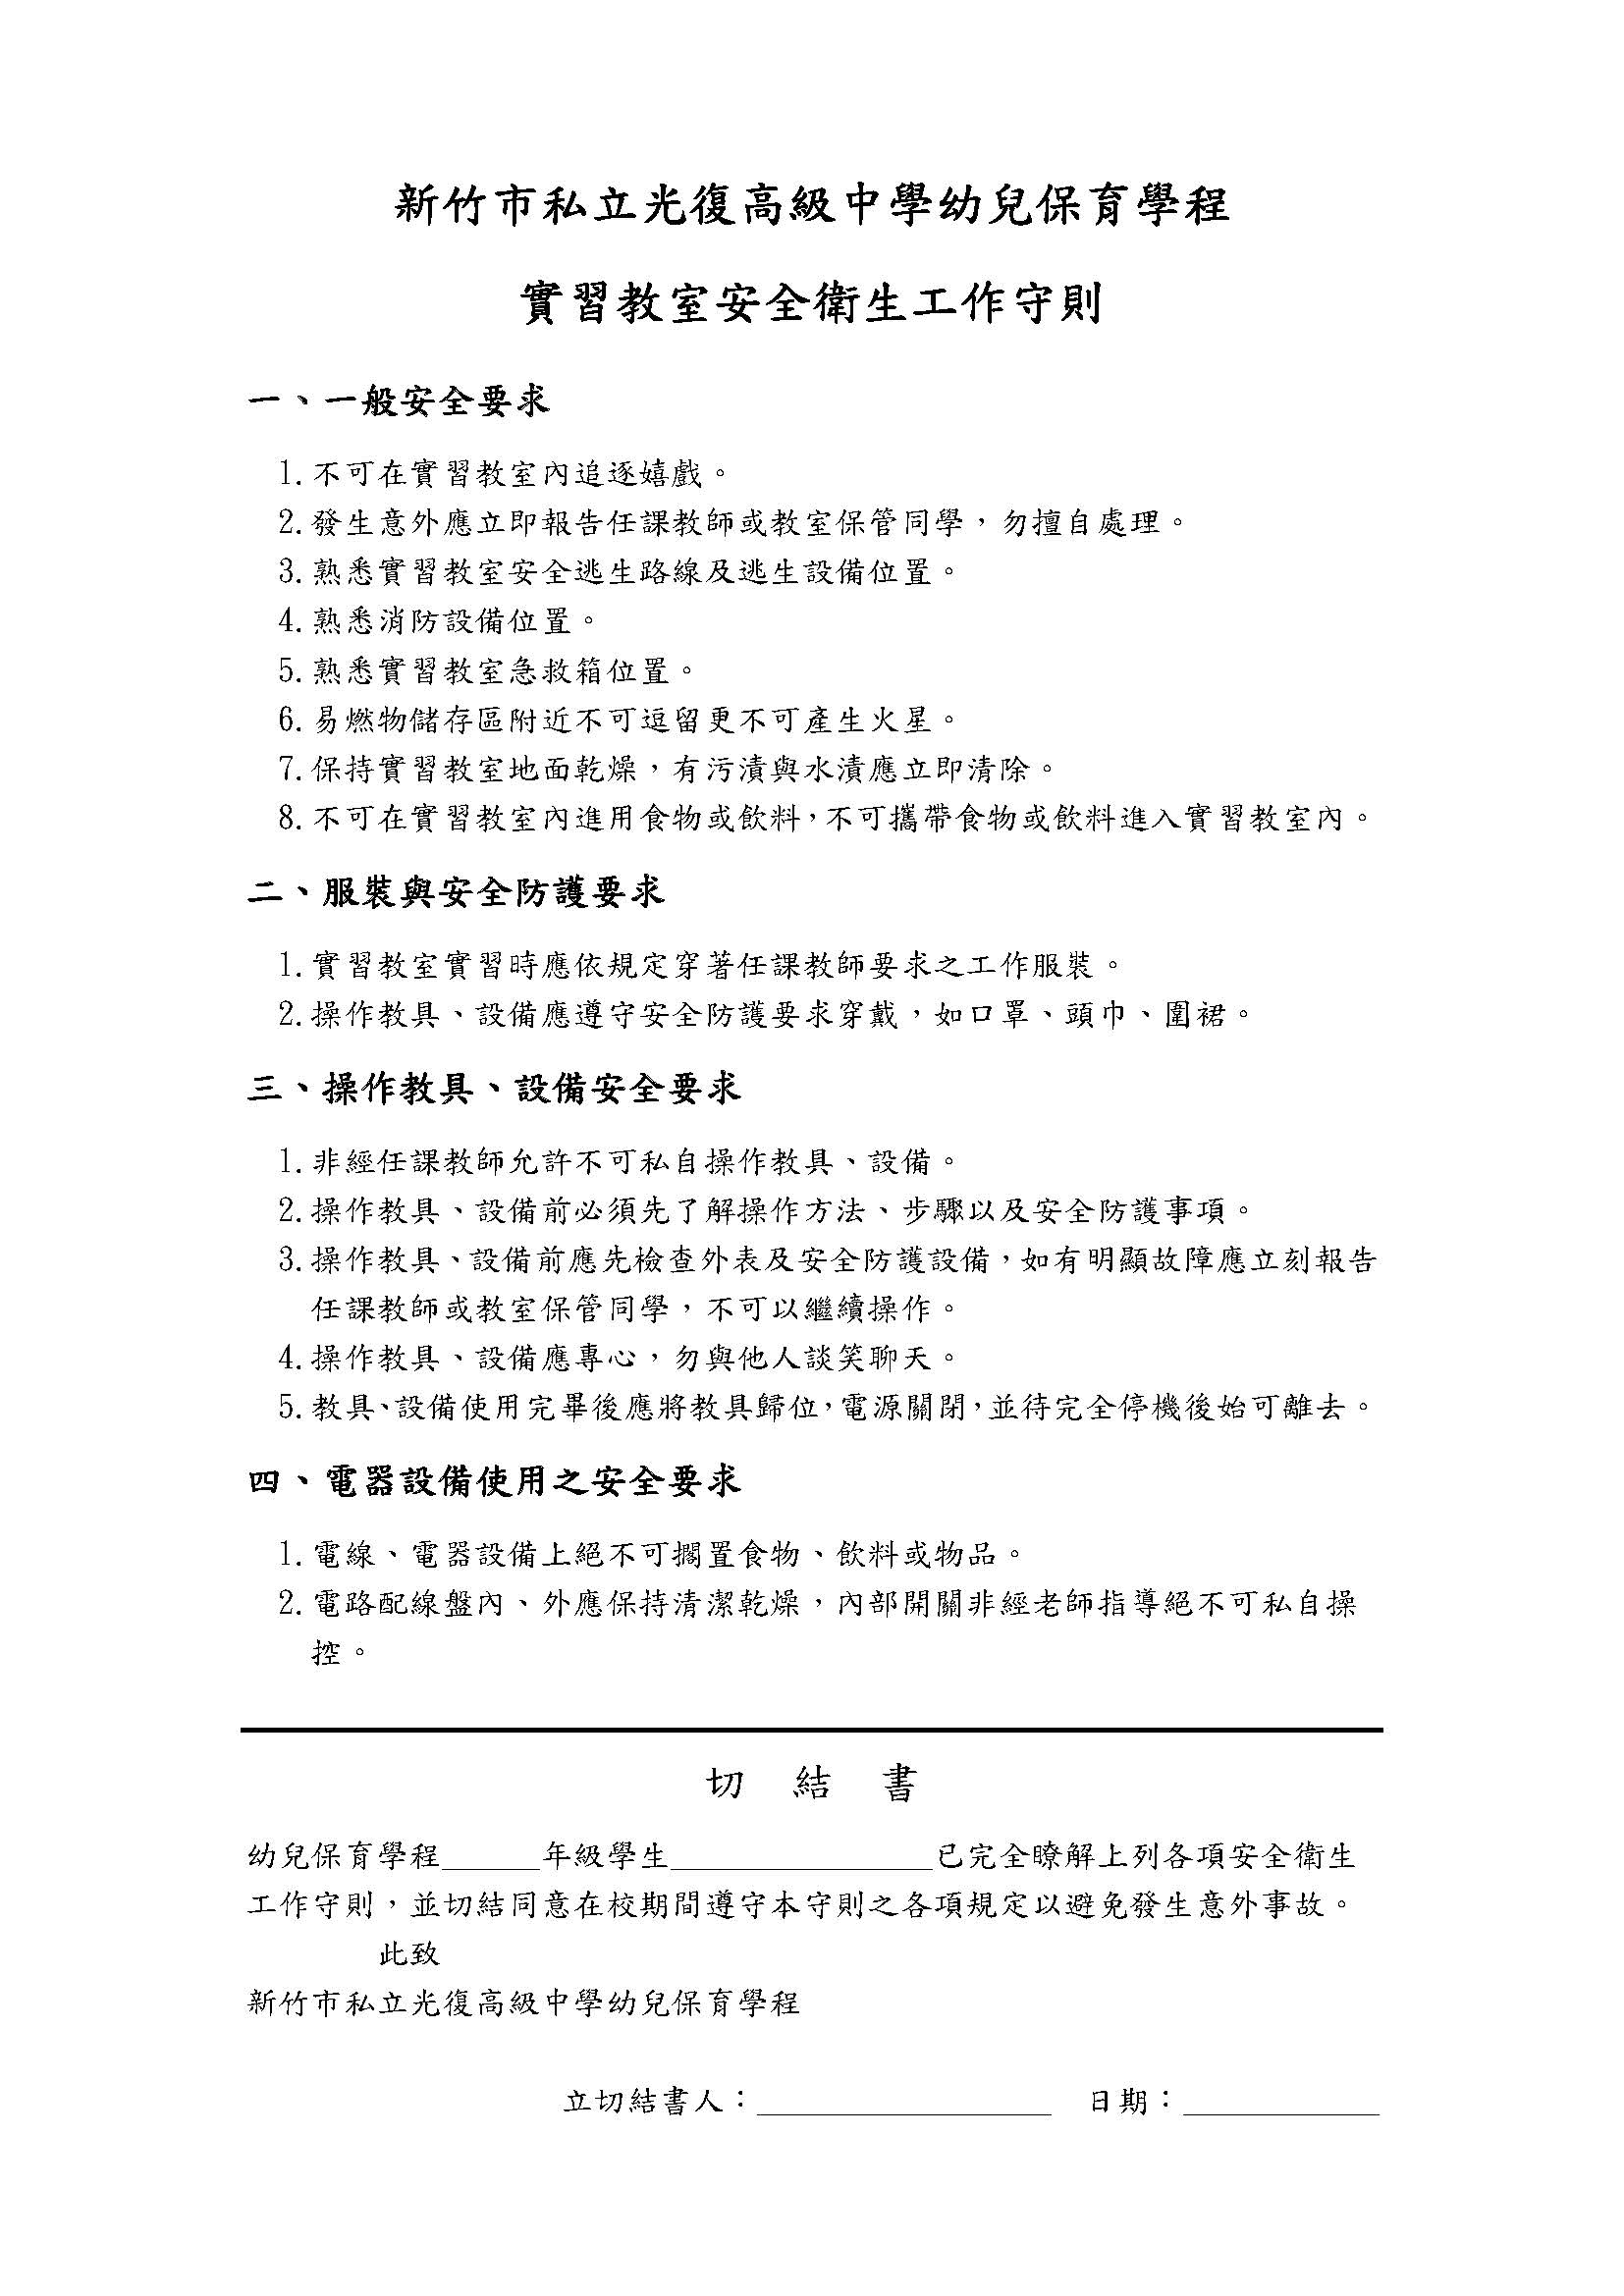 新竹市私立光復高級中學幼兒保育學程
實習教室安全衛生工作守則
一、一般安全要求
1.不可在實習教室內追逐嬉戲。
2.發生意外應立即報告任課教師或教室保管同學，勿擅自處理。
3.熟悉實習教室安全逃生路線及逃生設備位置。
4.熟悉消防設備位置。
5.熟悉實習教室急救箱位置。
6.易燃物儲存區附近不可逗留更不可產生火星。
7.保持實習教室地面乾燥，有污漬與水漬應立即清除。
8.不可在實習教室內進用食物或飲料，不可攜帶食物或飲料進入實習教室內。
二、服裝與安全防護要求
1.實習教室實習時應依規定穿著任課教師要求之工作服裝。
2.操作教具、設備應遵守安全防護要求穿戴，如口罩、頭巾、圍裙。
三、操作教具、設備安全要求
1.非經任課教師允許不可私自操作教具、設備。
2.操作教具、設備前必須先了解操作方法、步驟以及安全防護事項。
3.操作教具、設備前應先檢查外表及安全防護設備，如有明顯故障應立刻報告
任課教師或教室保管同學，不可以繼續操作。
4.操作教具、設備應專心，勿與他人談笑聊天。
5.教具、設備使用完畢後應將教具歸位，電源關閉，並待完全停機後始可離去。
四、電器設備使用之安全要求
1.電線、電器設備上絕不可擱置食物、飲料或物品。
2.電路配線盤內、外應保持清潔乾燥，內部開關非經老師指導絕不可私自操
控。
切 結 書
幼兒保育學程______年級學生________________已完全瞭解上列各項安全衛生
工作守則，並切結同意在校期間遵守本守則之各項規定以避免發生意外事故。
此致
新竹市私立光復高級中學幼兒保育學程
立切結書人：__________________ 日期：____________